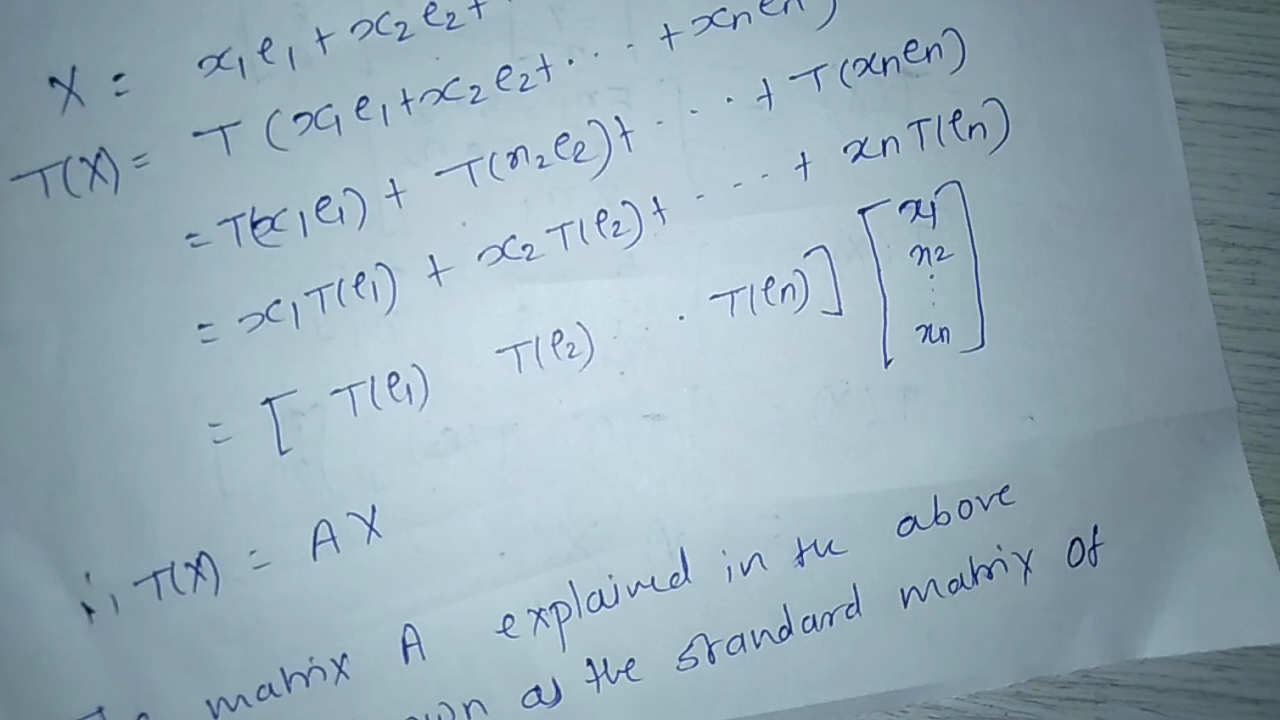 X = x1e1 + x2e2 +
T(X) = T(x1e1+x2e2+... +xnen)
= T(x1e1) + T(x2e2)+ ... + T(xnen)
= x1T(e1) + x2T(e2)+ ... + xnT(en)
= [ T(e1) T(e2) . . T(en)] [x1 x2 ⋮ xn]
∴ T(X) = AX
matrix A explained in the above
as the standard matrix of